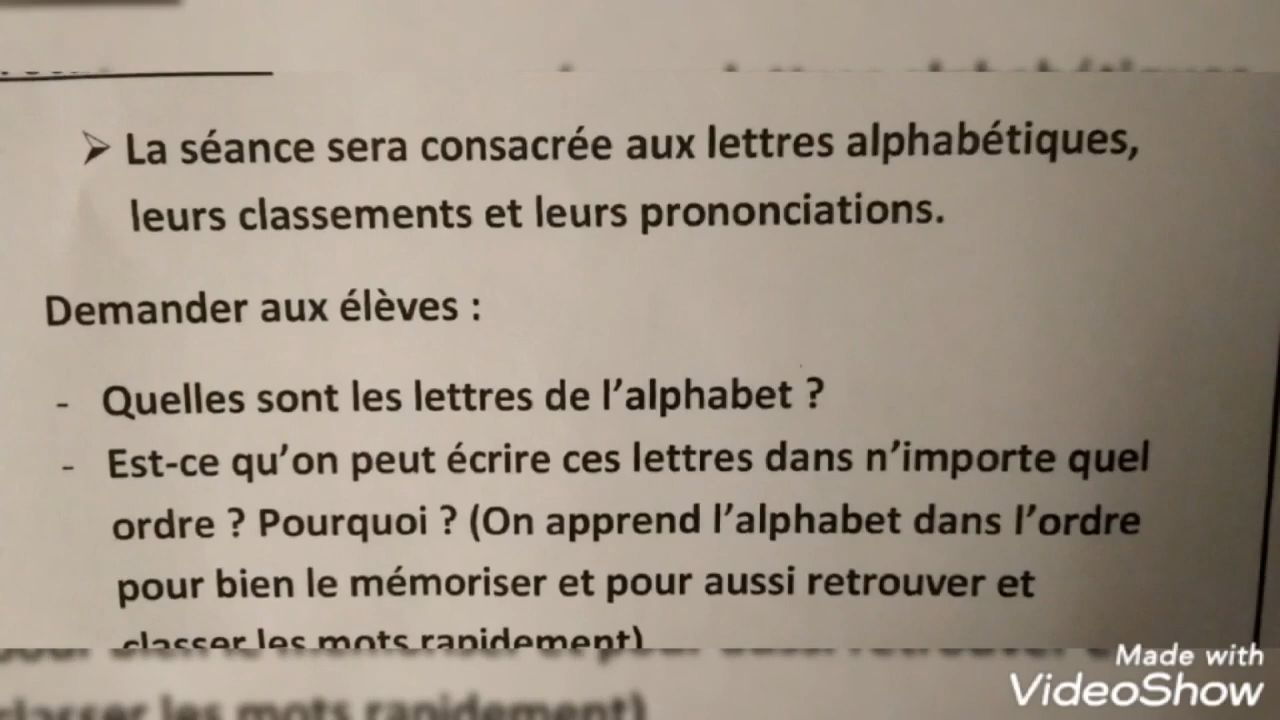 ➢ La séance sera consacrée aux lettres alphabétiques,
leurs classements et leurs prononciations.
Demander aux élèves :
- Quelles sont les lettres de l'alphabet ?
- Est-ce qu'on peut écrire ces lettres dans n'importe quel
ordre ? Pourquoi ? (On apprend l'alphabet dans l'ordre
pour bien le mémoriser et pour aussi retrouver et
classer les mots rapidement)
Made with
VideoShow